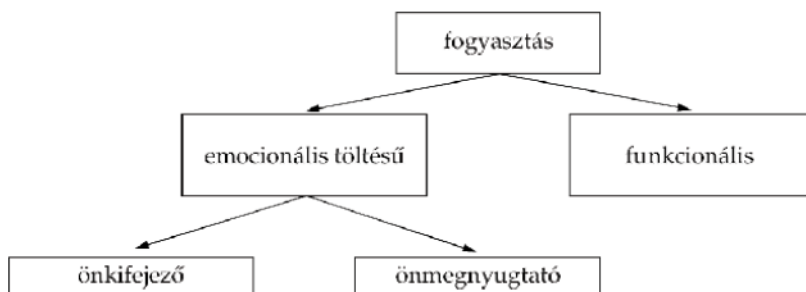 fogyasztás
emocionális töltésű
funkcionális
önkifejező
önmegnyugtató